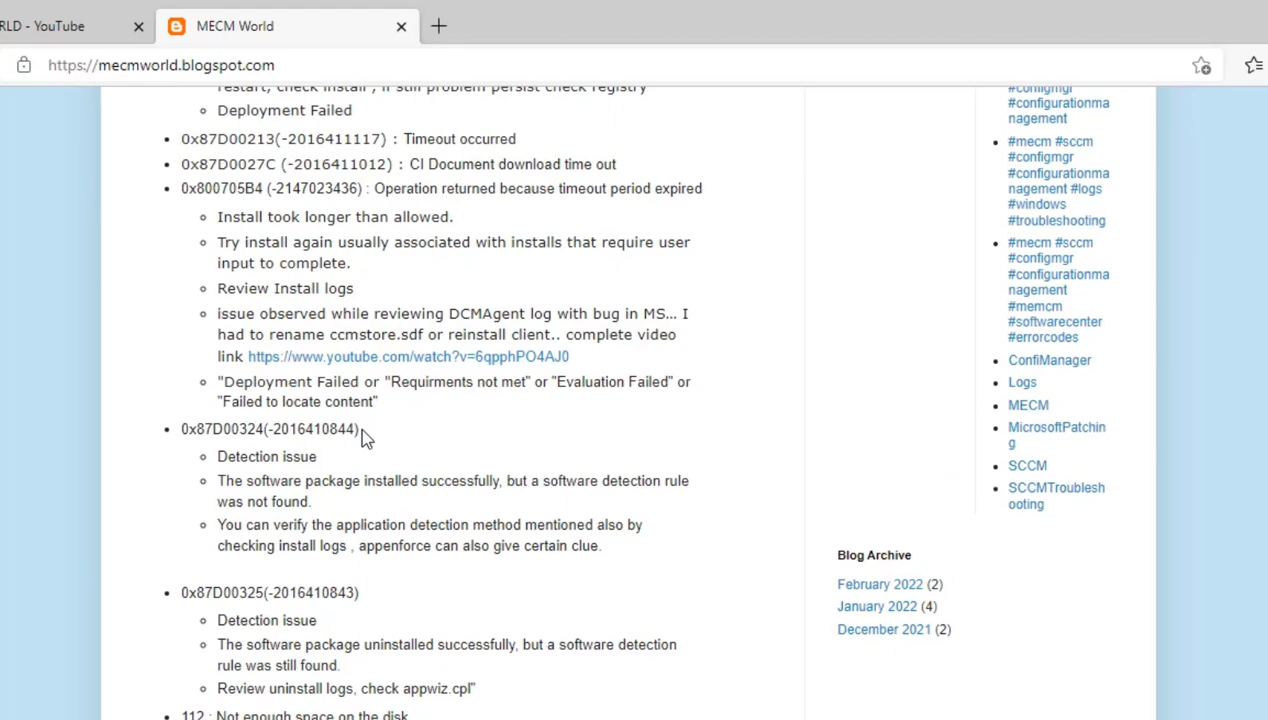 RLD - YouTube
MECM World
https://mecmworld.blogspot.com
restart, check install , if still problem persist check registry
Deployment Failed
0x87D00213(-2016411117) : Timeout occurred
0x87D0027C (-2016411012) : CI Document download time out
0x800705B4 (-2147023436) : Operation returned because timeout period expired
Install took longer than allowed.
Try install again usually associated with installs that require user
input to complete.
Review Install logs
issue observed while reviewing DCMAgent log with bug in MS... I
had to rename ccmstore.sdf or reinstall client.. complete video
link https://www.youtube.com/watch?v=6qpphPO4AJ0
"Deployment Failed or "Requirments not met" or "Evaluation Failed" or
"Failed to locate content"
0x87D00324(-2016410844)
Detection issue
The software package installed successfully, but a software detection rule
was not found.
You can verify the application detection method mentioned also by
checking install logs , appenforce can also give certain clue.
0x87D00325(-2016410843)
Detection issue
The software package uninstalled successfully, but a software detection
rule was still found.
Review uninstall logs, check appwiz.cpl"
112 : Not enough space on the disk
#configmgr
#configurationma
nagement
#mecm #sccm
#configmgr
#configurationma
nagement #logs
#windows
#troubleshooting
#mecm #sccm
#configmgr
#configurationma
nagement
#memcm
#softwarecenter
#errorcodes
ConfiManager
Logs
MECM
MicrosoftPatchin
g
SCCM
SCCMTroublesh
ooting
Blog Archive
February 2022 (2)
January 2022 (4)
December 2021 (2)